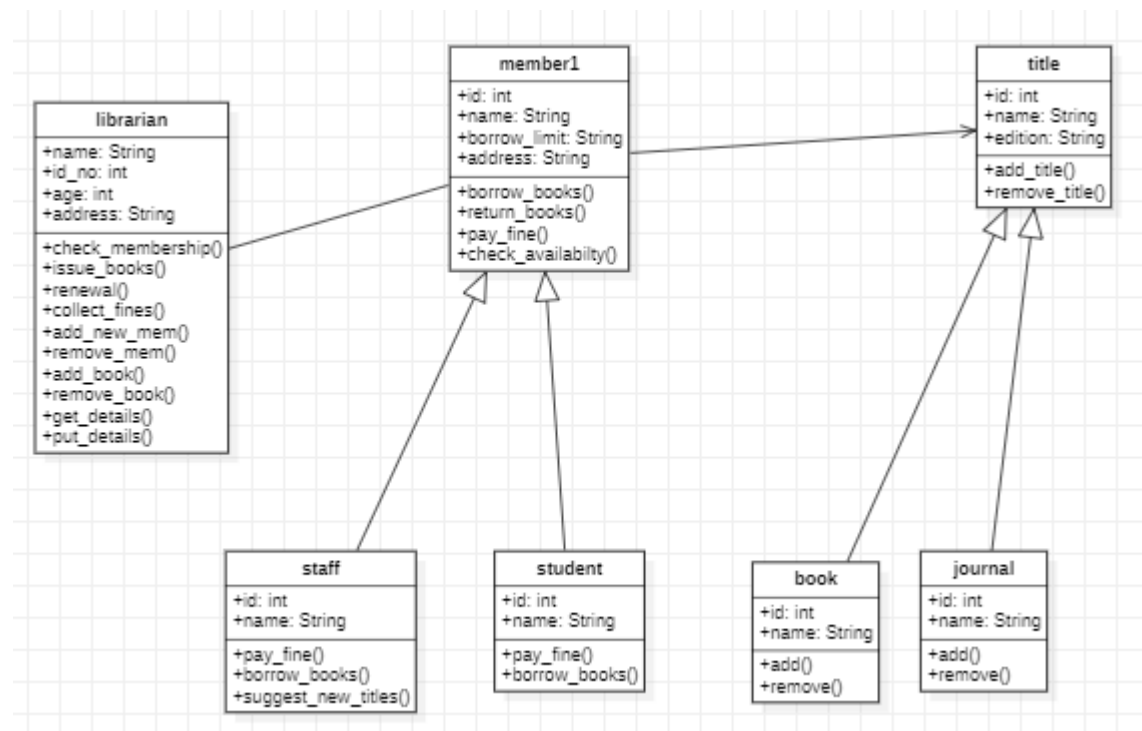 librarian
+name: String
+id_no: int
+age: int
+address: String
+check_membership()
+issue_books()
+renewal()
+collect_fines()
+add_new_mem()
+remove_mem()
+add_book()
+remove_book()
+get_details()
+put_details()
member1
+id: int
+name: String
+borrow_limit: String
+address: String
+borrow_books()
+return_books()
+pay_fine()
+check_availabilty()
title
+id: int
+name: String
+edition: String
+add_title()
+remove_title()
staff
+id: int
+name: String
+pay_fine()
+borrow_books()
+suggest_new_titles()
student
+id: int
+name: String
+pay_fine()
+borrow_books()
book
+id: int
+name: String
+add()
+remove()
journal
+id: int
+name: String
+add()
+remove()